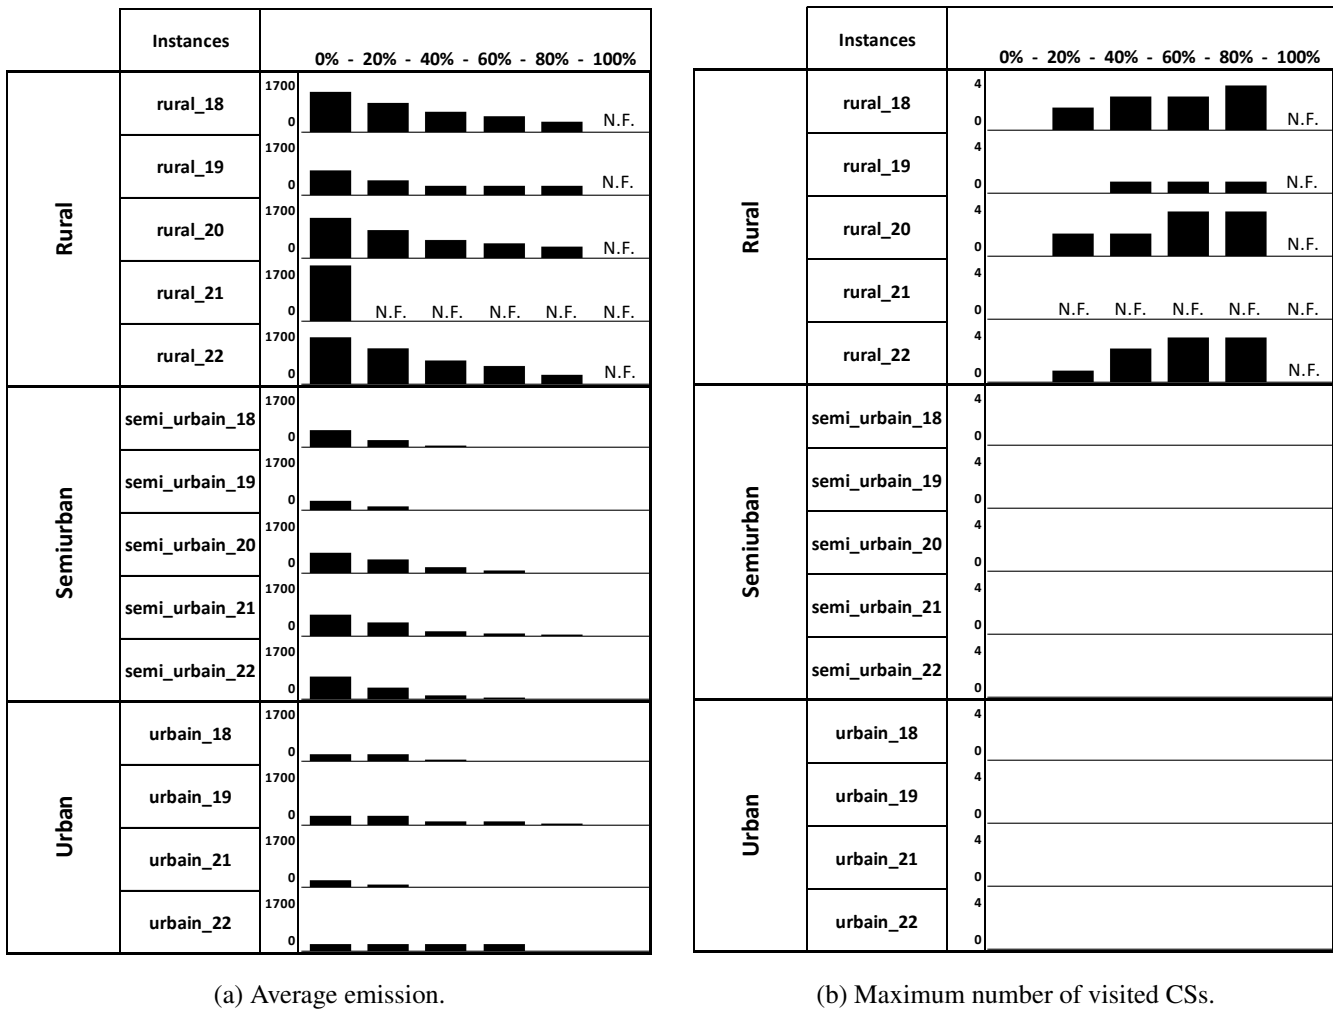 Instances
0% - 20% - 40% - 60% - 80% - 100%
Rural
rural_18
1700
0
N.F.
rural_19
1700
0
N.F.
rural_20
1700
0
N.F.
rural_21
1700
0
N.F. N.F. N.F. N.F. N.F.
rural_22
1700
0
N.F.
Semiurban
semi_urbain_18
1700
0
semi_urbain_19
1700
0
semi_urbain_20
1700
0
semi_urbain_21
1700
0
semi_urbain_22
1700
0
Urban
urbain_18
1700
0
urbain_19
1700
0
urbain_21
1700
0
urbain_22
1700
0
(a) Average emission.
Instances
0% - 20% - 40% - 60% - 80% - 100%
Rural
rural_18
4
0
N.F.
rural_19
4
0
N.F.
rural_20
4
0
N.F.
rural_21
4
0
N.F. N.F. N.F. N.F. N.F.
rural_22
4
0
N.F.
Semiurban
semi_urbain_18
4
0
semi_urbain_19
4
0
semi_urbain_20
4
0
semi_urbain_21
4
0
semi_urbain_22
4
0
Urban
urbain_18
4
0
urbain_19
4
0
urbain_21
4
0
urbain_22
4
0
(b) Maximum number of visited CSs.